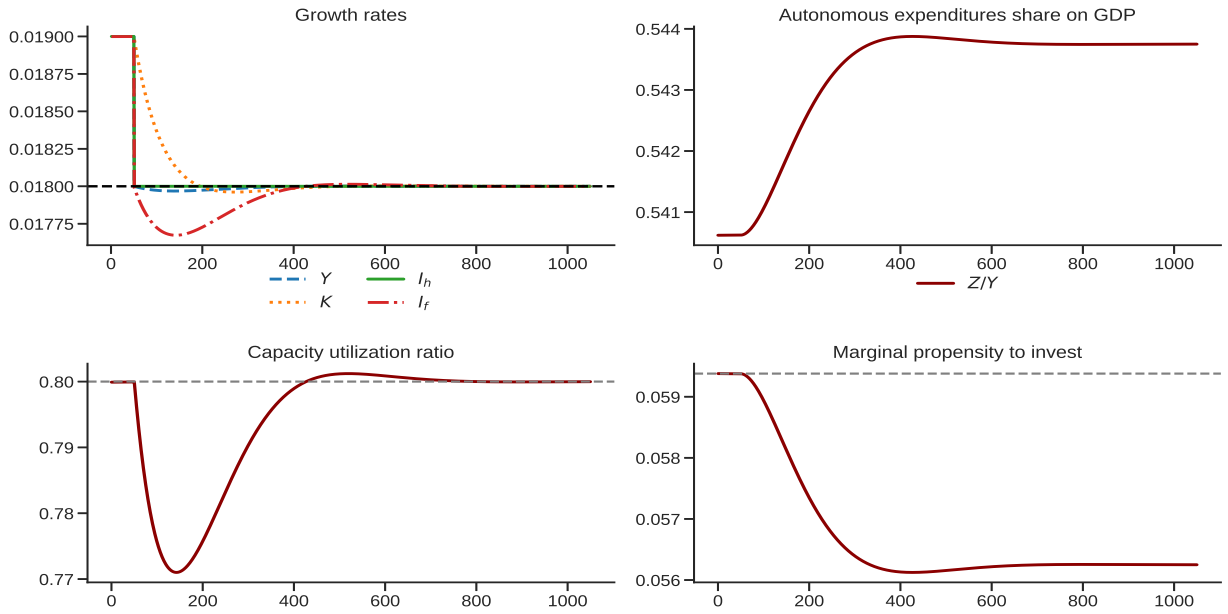 Growth rates
0.01900
0.01875
0.01850
0.01825
0.01800
0.01775
0 200 400 600 800 1000
Y I_h
K I_f
Autonomous expenditures share on GDP
0.544
0.543
0.542
0.541
0 200 400 600 800 1000
Z/Y
Capacity utilization ratio
0.80
0.79
0.78
0.77
0 200 400 600 800 1000
Marginal propensity to invest
0.059
0.058
0.057
0.056
0 200 400 600 800 1000